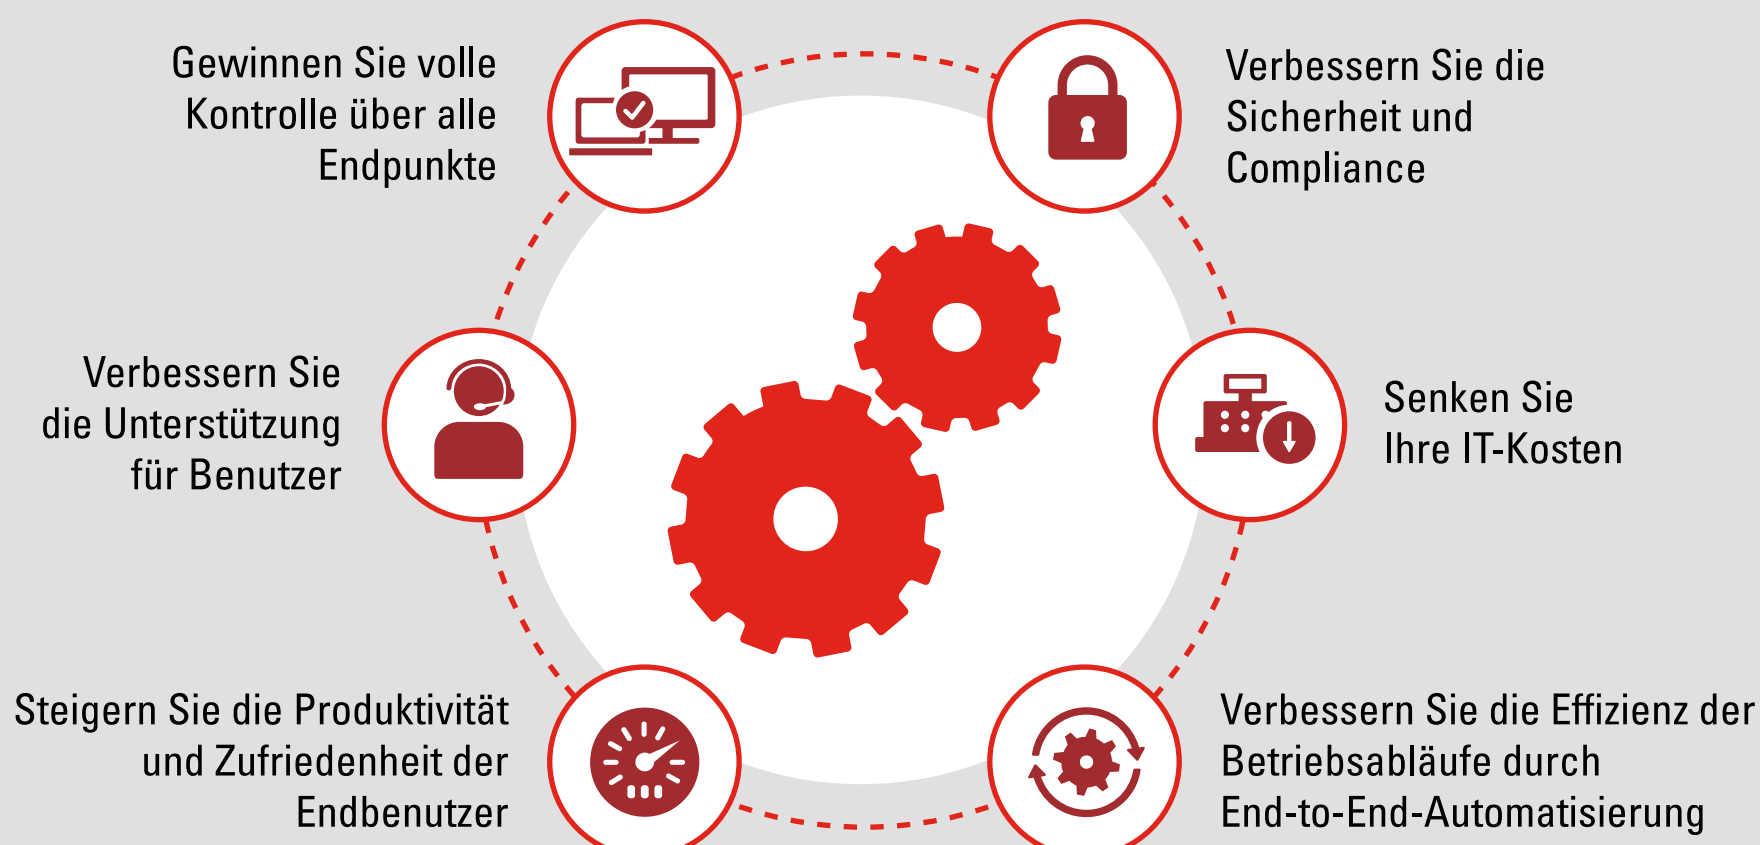 Gewinnen Sie volle
Kontrolle über alle
Endpunkte
Verbessern Sie die
Sicherheit und
Compliance
Verbessern Sie
die Unterstützung
für Benutzer
Senken Sie
Ihre IT-Kosten
Steigern Sie die Produktivität
und Zufriedenheit der
Endbenutzer
Verbessern Sie die Effizienz der
Betriebsabläufe durch
End-to-End-Automatisierung